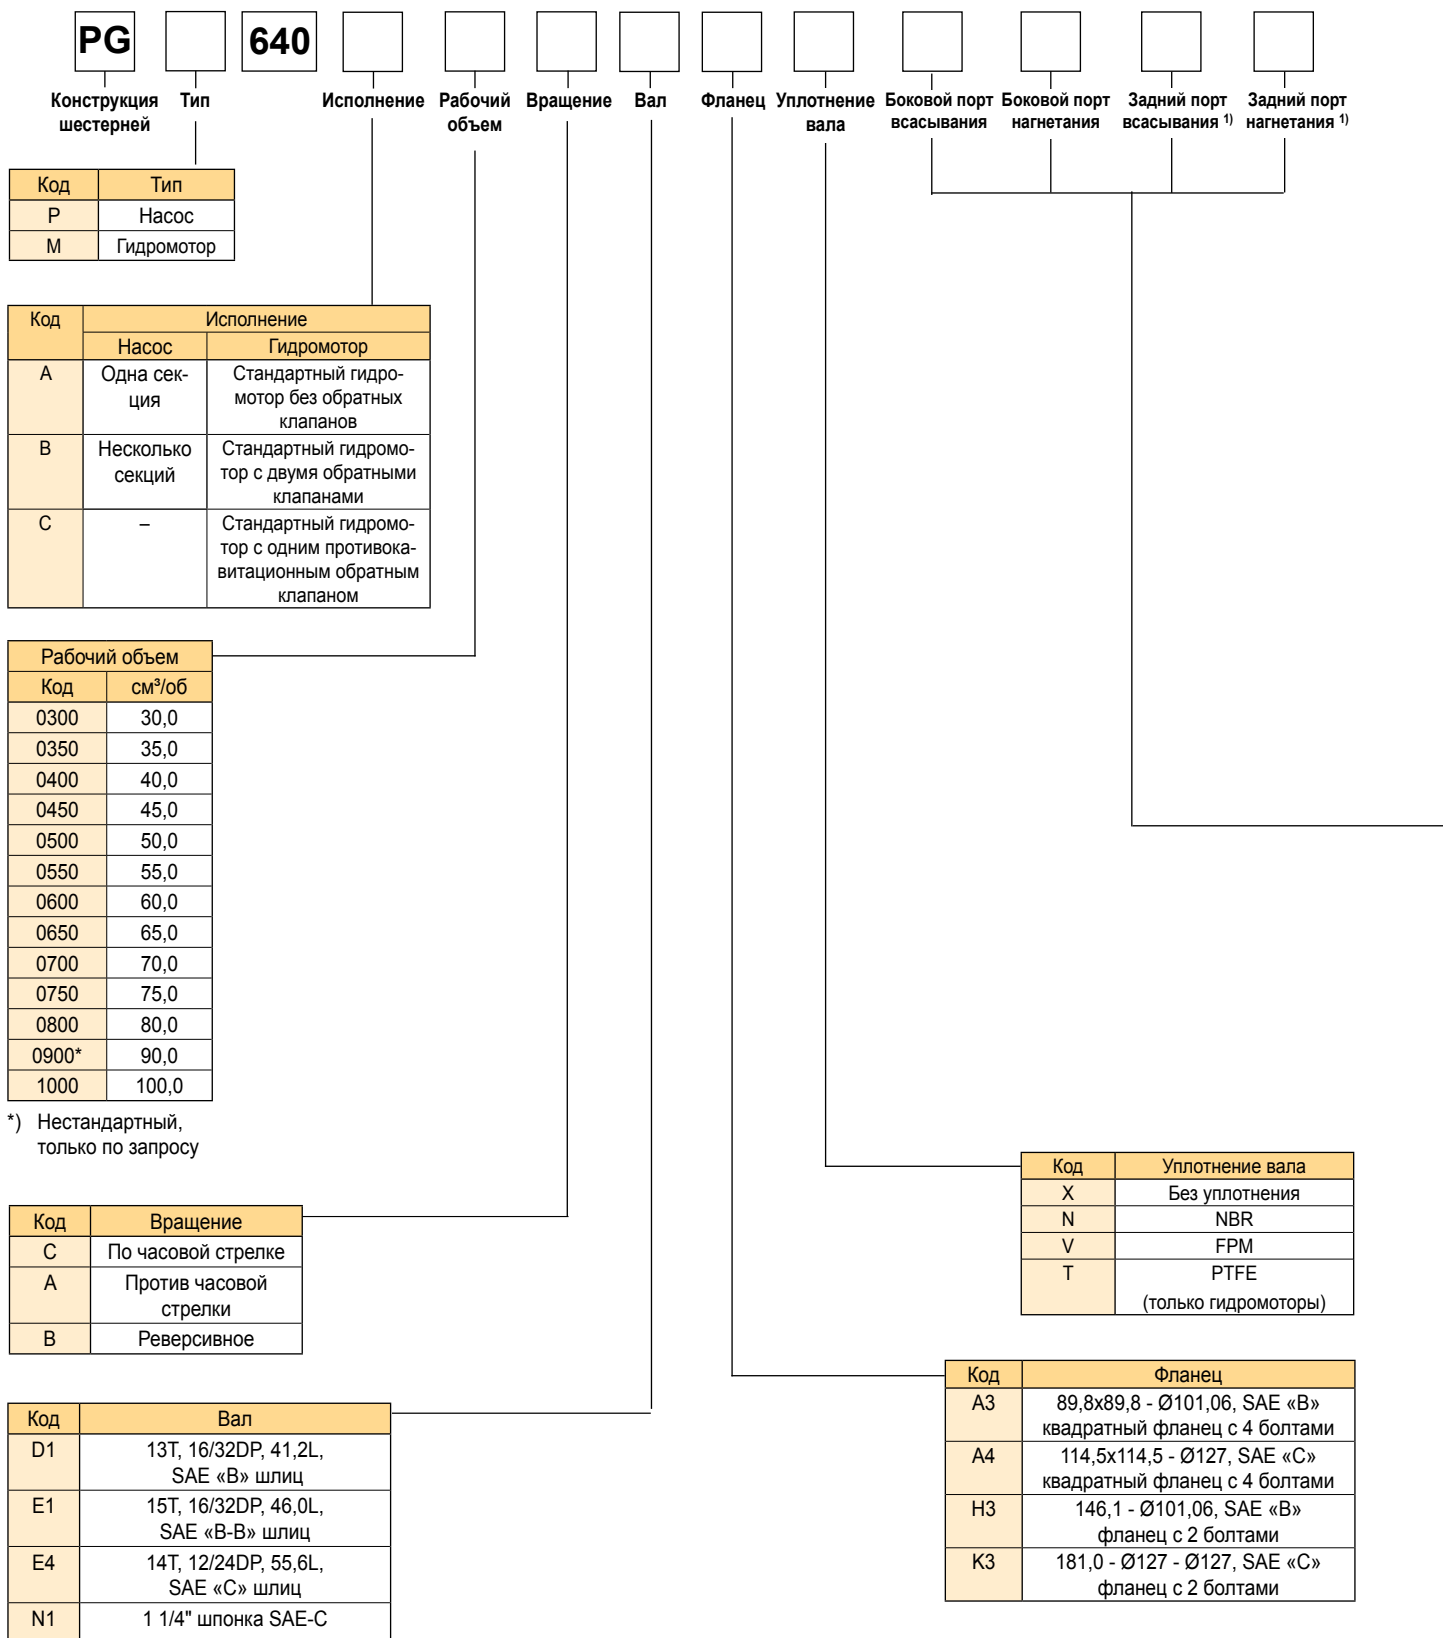 PG 640
Конструкция шестерней
Тип
Исполнение
Рабочий объем
Вращение
Вал
Фланец
Уплотнение вала
Боковой порт всасывания
Боковой порт нагнетания
Задний порт всасывания ¹⁾
Задний порт нагнетания ¹⁾
Код Тип
P Насос
M Гидромотор
Код Исполнение
Насос Гидромотор
A Одна сек-
ция
Стандартный гидро-
мотор без обратных
клапанов
B Несколько
секций
Стандартный гидромо-
тор с двумя обратными
клапанами
C –
Стандартный гидромо-
тор с одним противока-
витационным обратным
клапаном
Рабочий объем
Код см³/об
0300 30,0
0350 35,0
0400 40,0
0450 45,0
0500 50,0
0550 55,0
0600 60,0
0650 65,0
0700 70,0
0750 75,0
0800 80,0
0900* 90,0
1000 100,0
*) Нестандартный,
только по запросу
Код Вращение
C По часовой стрелке
A Против часовой
стрелки
B Реверсивное
Код Вал
D1 13T, 16/32DP, 41,2L,
SAE «B» шлиц
E1 15T, 16/32DP, 46,0L,
SAE «B-B» шлиц
E4 14T, 12/24DP, 55,6L,
SAE «C» шлиц
N1 1 1/4" шпонка SAE-C
Код Уплотнение вала
X Без уплотнения
N NBR
V FPM
T PTFE
(только гидромоторы)
Код Фланец
A3 89,8x89,8 - Ø101,06, SAE «B»
квадратный фланец с 4 болтами
A4 114,5x114,5 - Ø127, SAE «C»
квадратный фланец с 4 болтами
H3 146,1 - Ø101,06, SAE «B»
фланец с 2 болтами
K3 181,0 - Ø127 - Ø127, SAE «C»
фланец с 2 болтами